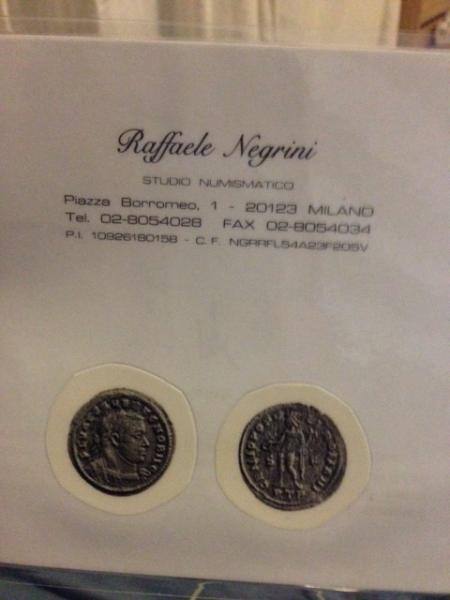 Raffaele Negrini
STUDIO NUMISMATICO
Piazza Borromeo, 1 - 20123 MILANO
Tel. 02-8054028 FAX 02-8054034
P.I. 10926180158 - C.F. NGRRFL54A23F205V